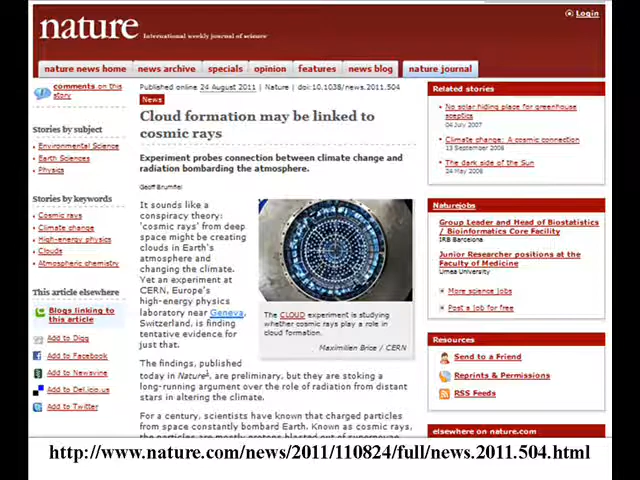 Login
nature International weekly journal of science
nature news home news archive specials opinion features news blog nature journal
comments on this
story
Stories by subject
Environmental Science
Earth Sciences
Physics
Stories by keywords
Cosmic rays
Climate change
High-energy physics
Clouds
Atmospheric chemistry
This article elsewhere
Blogs linking to
this article
Add to Digg
Add to Facebook
Add to Newsvine
Add to Del.icio.us
Add to Twitter
Published online 24 August 2011 | Nature | doi:10.1038/news.2011.504
News
Cloud formation may be linked to
cosmic rays
Experiment probes connection between climate change and
radiation bombarding the atmosphere.
Geoff Brumfiel
It sounds like a
conspiracy theory:
'cosmic rays' from deep
space might be creating
clouds in Earth's
atmosphere and
changing the climate.
Yet an experiment at
CERN, Europe's
high-energy physics
laboratory near Geneva,
Switzerland, is finding
tentative evidence for
just that.
The CLOUD experiment is studying
whether cosmic rays play a role in
cloud formation.
Maximilien Brice / CERN
The findings, published
today in Nature1, are preliminary, but they are stoking a
long-running argument over the role of radiation from distant
stars in altering the climate.
For a century, scientists have known that charged particles
from space constantly bombard Earth. Known as cosmic rays,
the particles are mostly protons blasted out of supernovae.
Related stories
No solar hiding place for greenhouse
sceptics
04 July 2007
Climate change: A cosmic connection
13 September 2006
The dark side of the Sun
24 May 2006
Naturejobs
Group Leader and Head of Biostatistics
/ Bioinformatics Core Facility
IRB Barcelona
Junior Researcher positions at the
Faculty of Medicine
Umea University
More science jobs
Post a job for free
Resources
Send to a Friend
Reprints & Permissions
RSS Feeds
elsewhere on nature.com
http://www.nature.com/news/2011/110824/full/news.2011.504.html